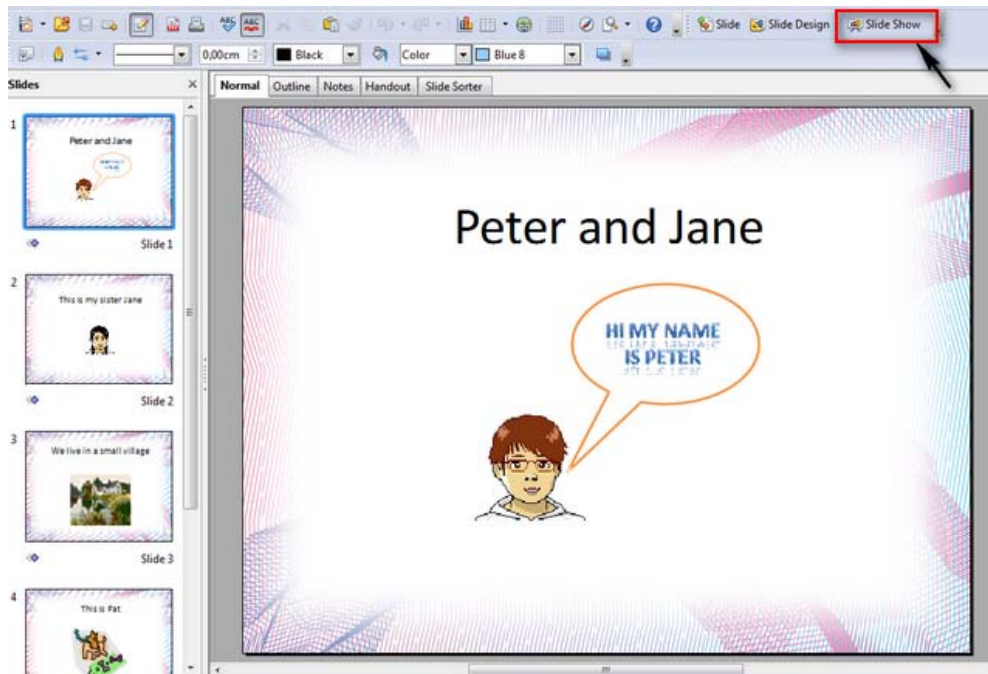 Slide Slide Design Slide Show
0,00cm Black Color Blue 8
Slides
Normal Outline Notes Handout Slide Sorter
1
Peter and Jane
Slide 1
2
This is my sister Jane
Slide 2
3
We live in a small village
Slide 3
4
This is Pat
Peter and Jane
HI MY NAME
IS PETER